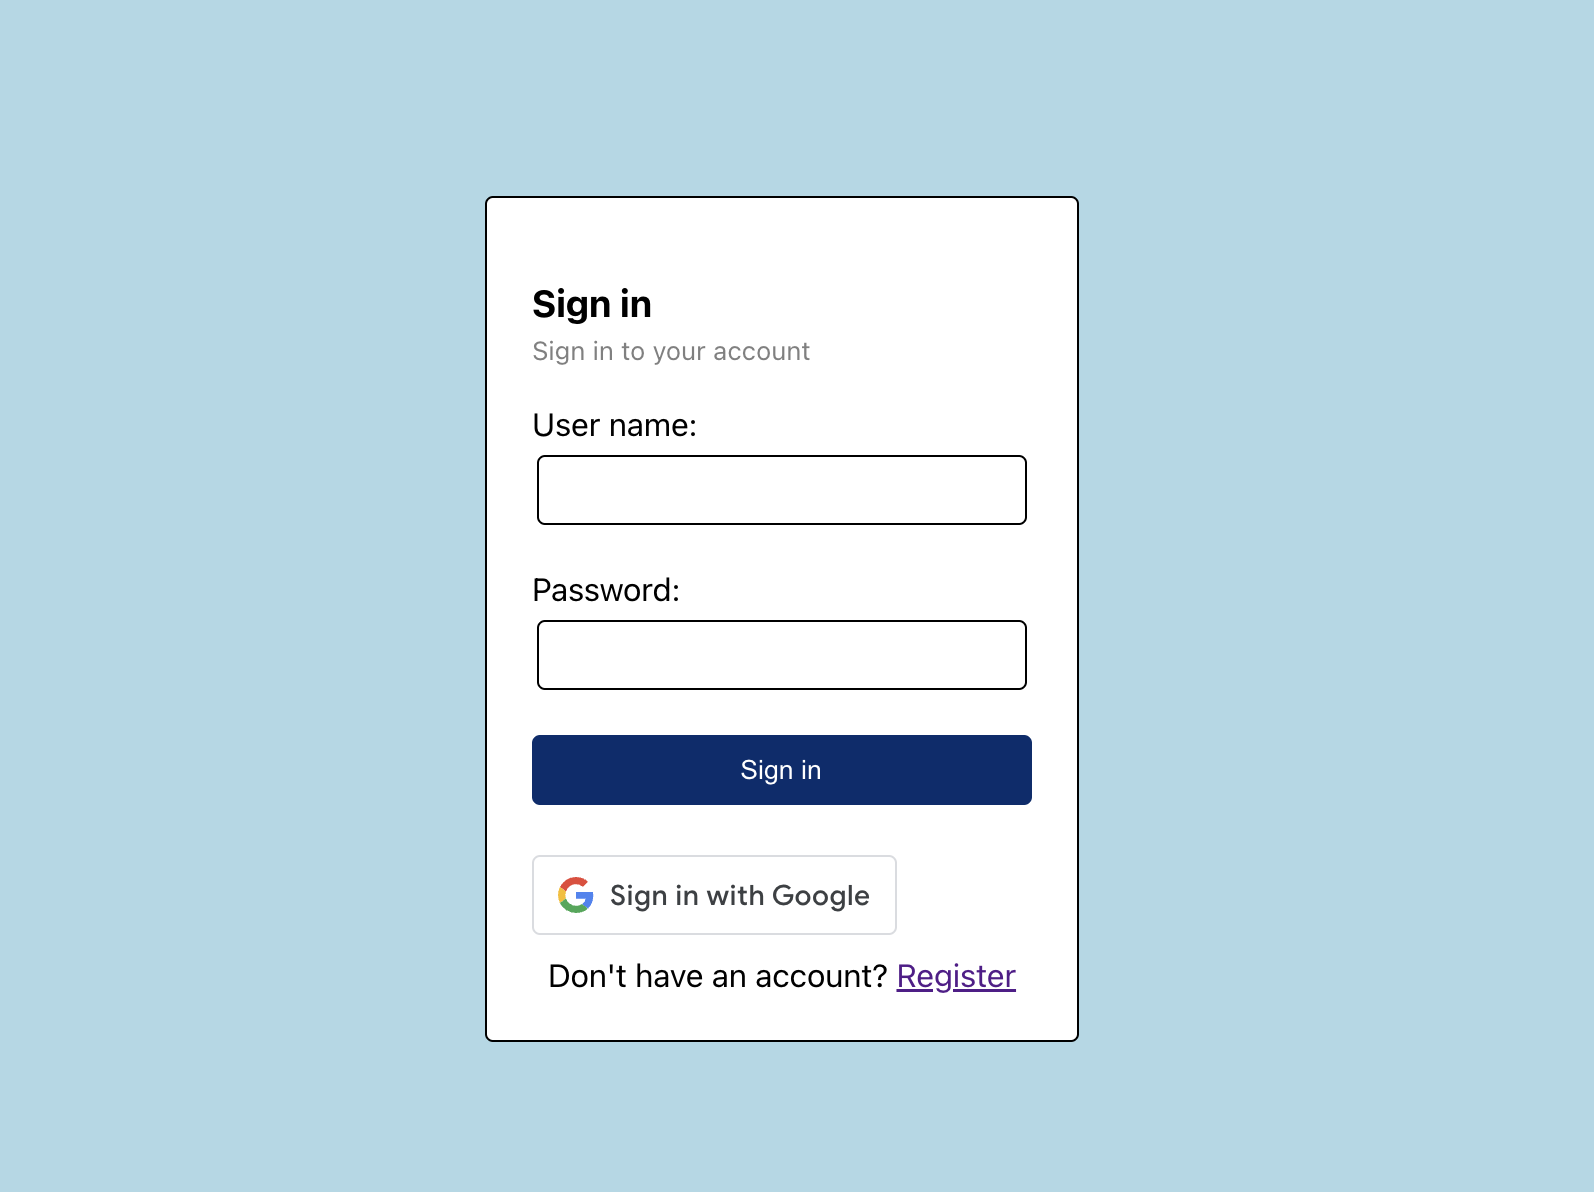 Sign in
Sign in to your account
User name:
Password:
Sign in
Sign in with Google
Don't have an account? Register